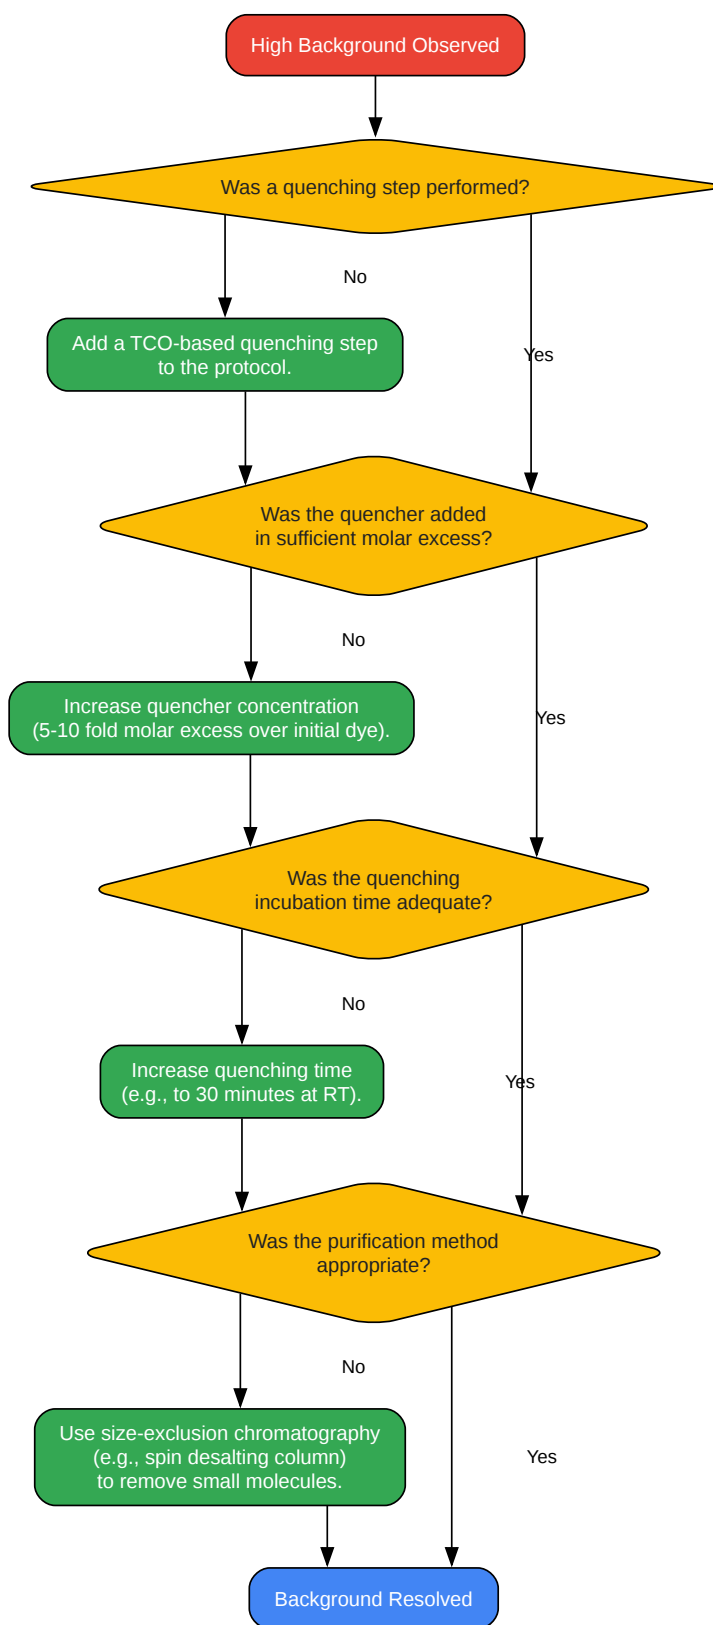 High Background Observed
Was a quenching step performed?
No
Add a TCO-based quenching step
to the protocol.
Yes
Was the quencher added
in sufficient molar excess?
No
Increase quencher concentration
(5-10 fold molar excess over initial dye).
Yes
Was the quenching
incubation time adequate?
No
Increase quenching time
(e.g., to 30 minutes at RT).
Yes
Was the purification method
appropriate?
No
Use size-exclusion chromatography
(e.g., spin desalting column)
to remove small molecules.
Yes
Background Resolved